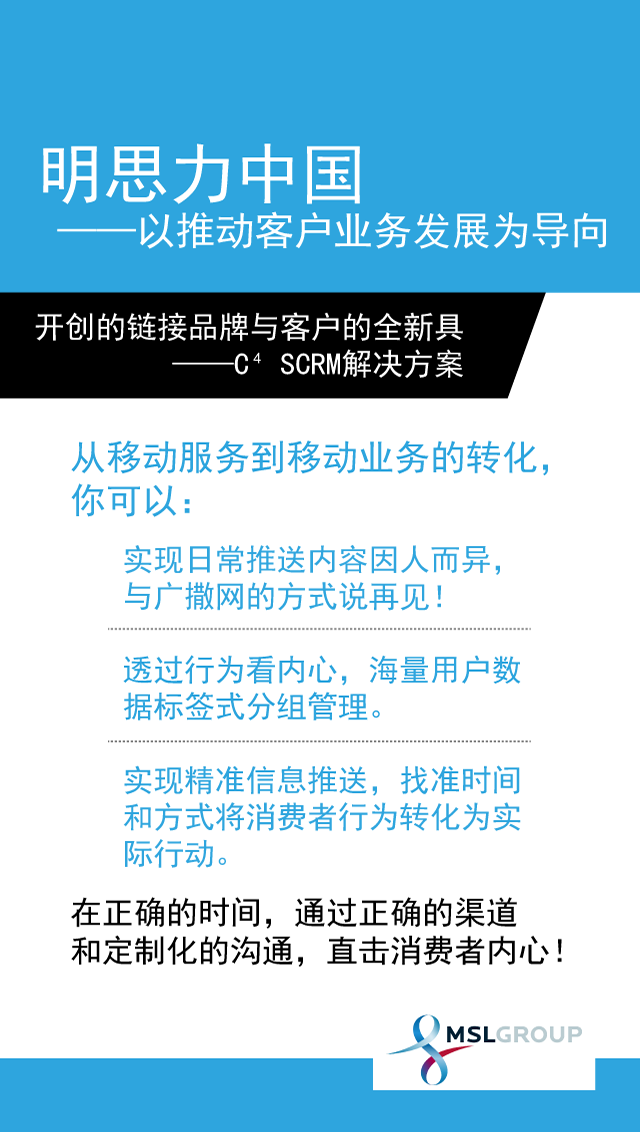 明思力中国
——以推动客户业务发展为导向
开创的链接品牌与客户的全新具
——C⁴ SCRM解决方案
从移动服务到移动业务的转化，
你可以：
实现日常推送内容因人而异，
与广撒网的方式说再见！
透过行为看内心，海量用户数
据标签式分组管理。
实现精准信息推送，找准时间
和方式将消费者行为转化为实
际行动。
在正确的时间，通过正确的渠道
和定制化的沟通，直击消费者内心！
MSLGROUP